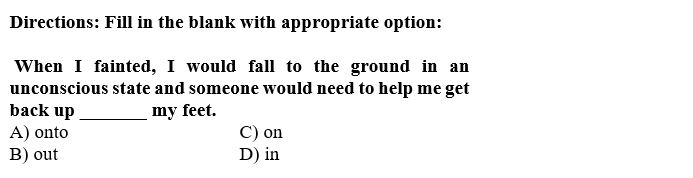 Directions: Fill in the blank with appropriate option:
When I fainted, I would fall to the ground in an
unconscious state and someone would need to help me get
back up _______ my feet.
A) onto C) on
B) out D) in